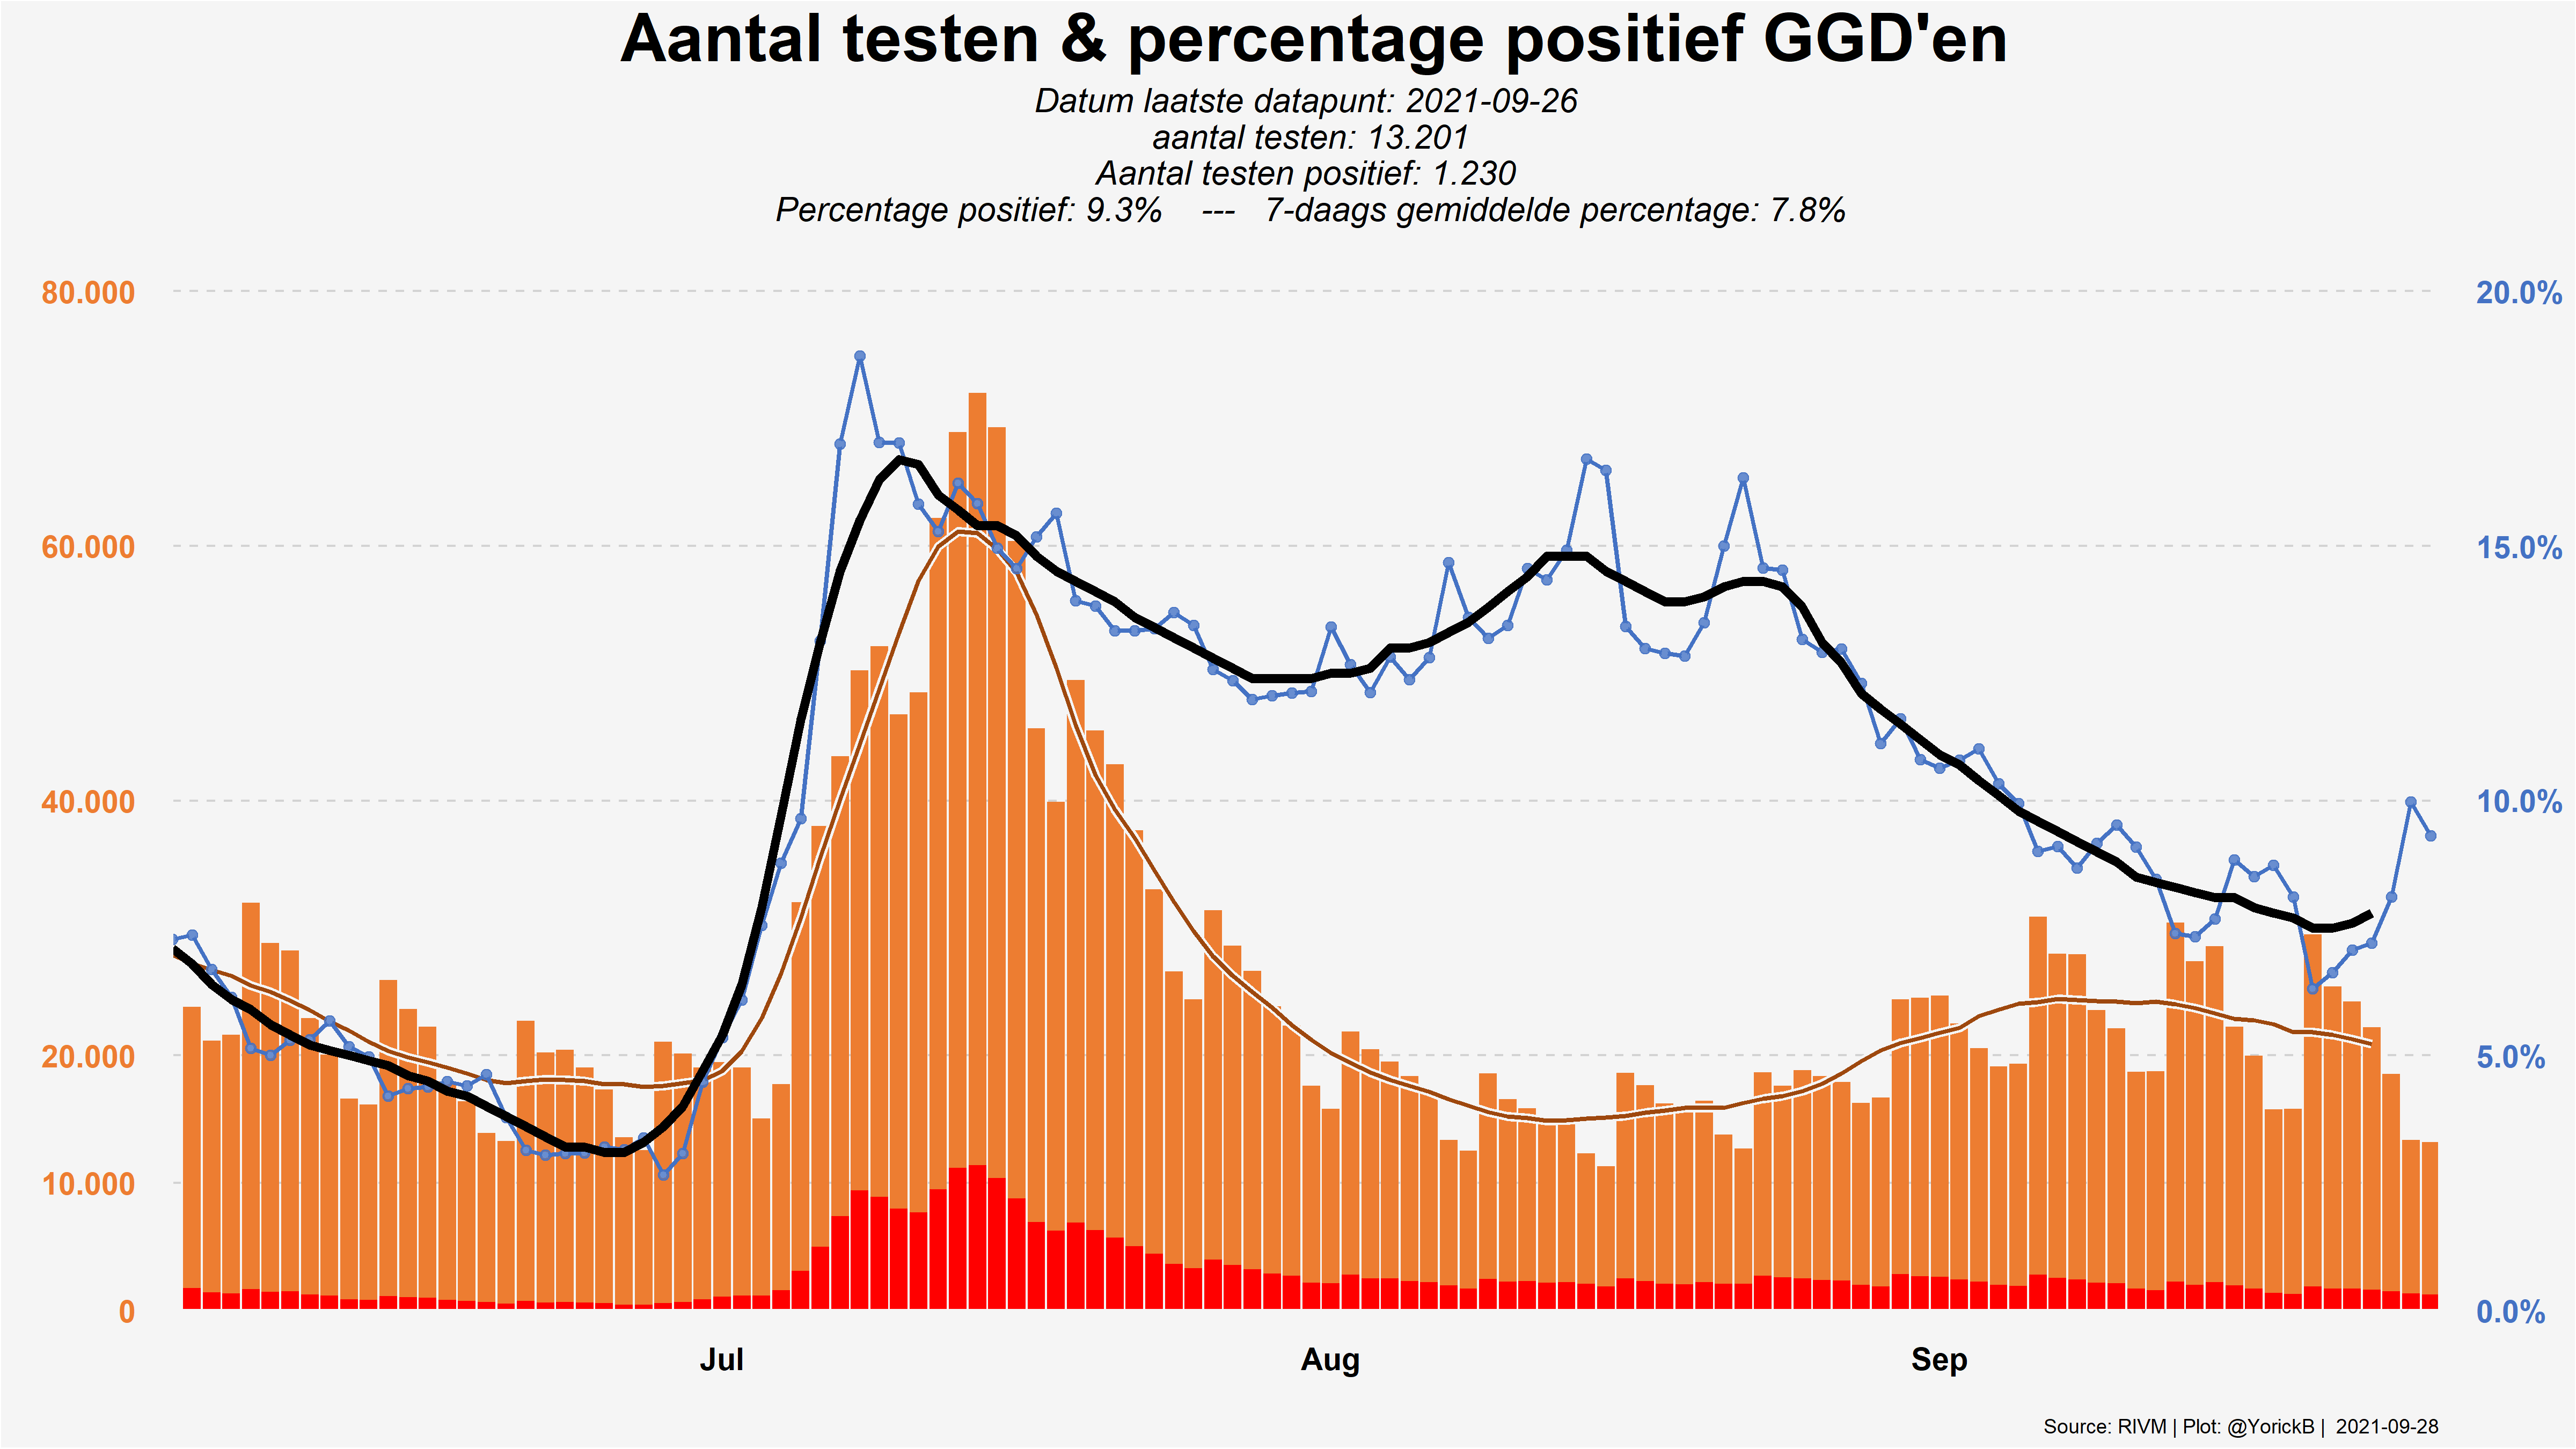 Aantal testen & percentage positief GGD'en
Datum laatste datapunt: 2021-09-26
aantal testen: 13.201
Aantal testen positief: 1.230
Percentage positief: 9.3% --- 7-daags gemiddelde percentage: 7.8%
80.000
20.0%
60.000
15.0%
40.000
10.0%
20.000
5.0%
10.000
0
0.0%
Jul
Aug
Sep
Source: RIVM | Plot: @YorickB | 2021-09-28